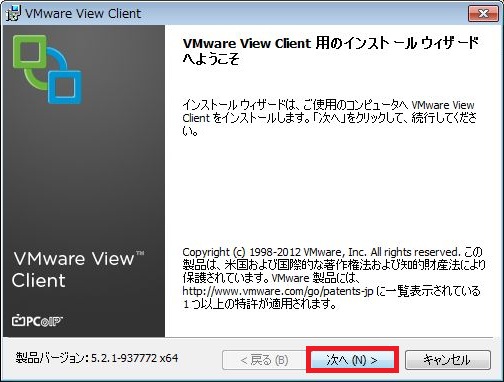 VMware View Client
VMware View Client 用のインストール ウィザード
へようこそ
インストール ウィザードは、ご使用のコンピュータへ VMware View
Client をインストールします。「次へ」をクリックして、続行してくださ
い。
VMware View™
Client
Copyright (c) 1998-2012 VMware, Inc. All rights reserved. この
製品は、米国および国際的な著作権法および知的財産法により
保護されています。VMware 製品には、
http://www.vmware.com/go/patents-jp に一覧表示されている
1 つ以上の特許が適用されます。
PCoIP
製品バージョン: 5.2.1-937772 x64
< 戻る (B)
次へ (N) >
キャンセル